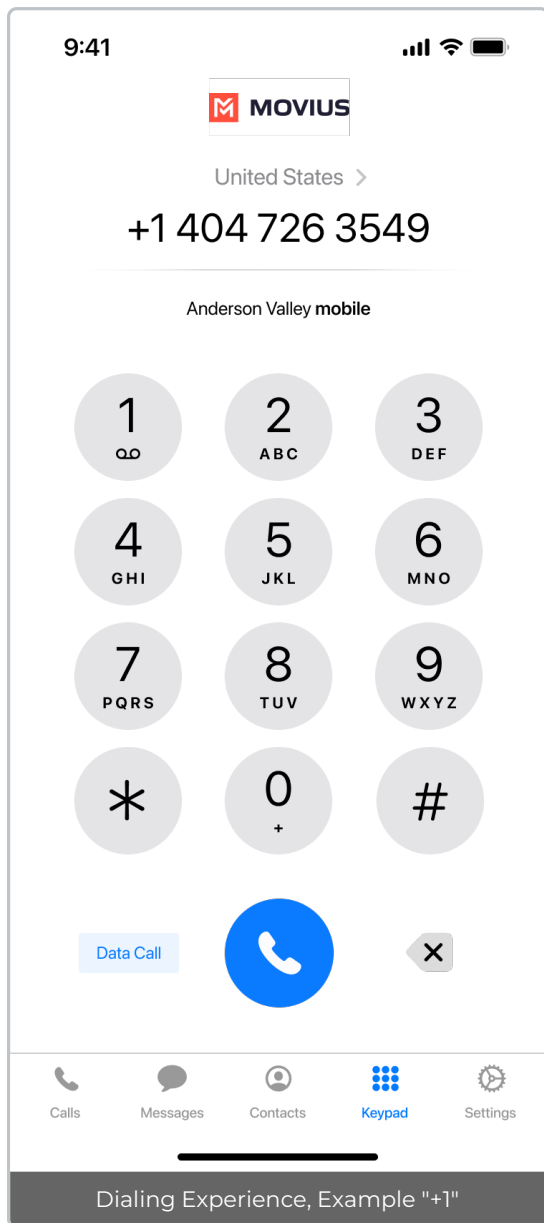 9:41
MOVIUS
United States
+1 404 726 3549
Anderson Valley mobile
1 2 3
ABC DEF
4 5 6
GHI JKL MNO
7 8 9
PQRS TUV WXYZ
* 0 #
+
Data Call
Calls Messages Contacts Keypad Settings
Dialing Experience, Example "+1"